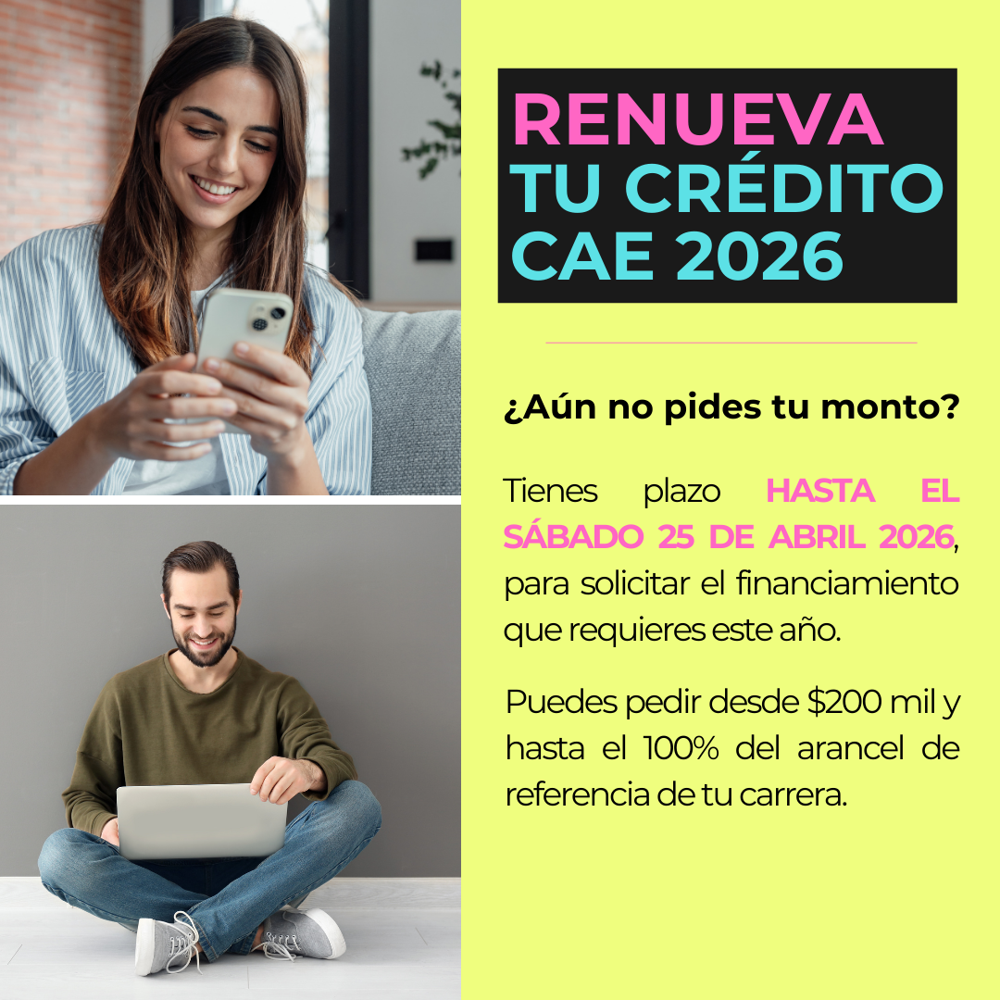 RENUEVA
TU CRÉDITO
CAE 2026
¿Aún no pides tu monto?
Tienes plazo HASTA EL
SÁBADO 25 DE ABRIL 2026,
para solicitar el financiamiento
que requieres este año.
Puedes pedir desde $200 mil y
hasta el 100% del arancel de
referencia de tu carrera.